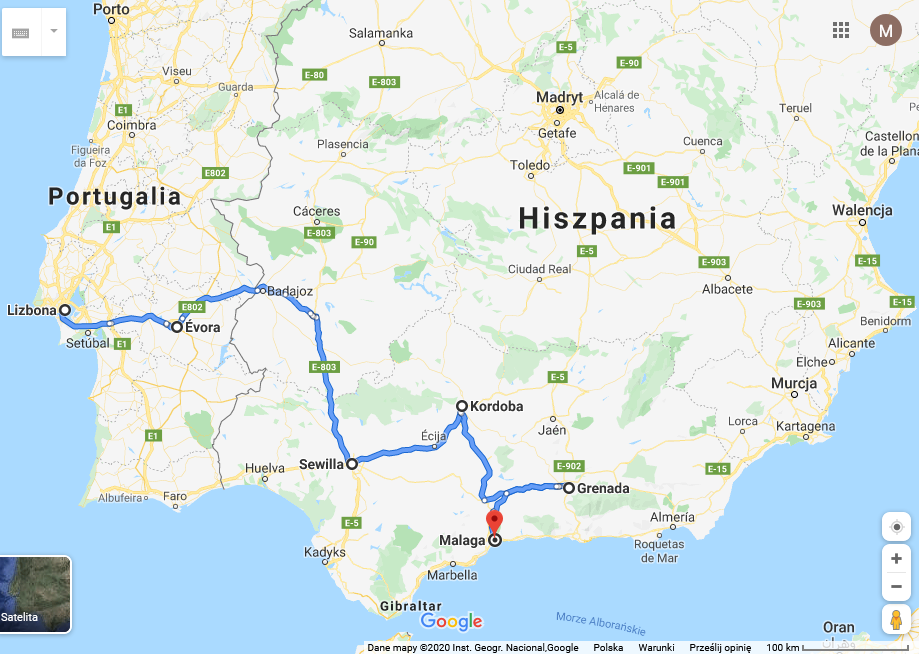 Porto
Salamanka
E-5
M
Viseu
E-80
E-803
E-90
Guarda
Madryt
Alcalá de
Henares
Teruel
E1
Coimbra
Getafe
Castellón
de la Plana
Figueira
da Foz
Plasencia
Cuenca
Toledo
E802
E-901
E-901
Portugalia
Cáceres
Hiszpania
Walencja
E1
E-803
E-90
E-5
E-903
E-15
Ciudad Real
Albacete
Badajoz
Lizbona
E802
Évora
E-803
E-15
Benidorm
Setúbal
E1
Alicante
Elche
E-803
E-5
Murcja
Kordoba
Jaén
Lorca
Kartagena
E1
Écija
Sewilla
Huelva
E-902
E-15
Grenada
Albufeira
Faro
E-5
Almería
Malaga
Roquetas
de Mar
Kadyks
Marbella
Gibraltar
Google
Morze Alborańskie
Satelita
Oran
وهران
Dane mapy ©2020 Inst. Geogr. Nacional,Google
Polska
Warunki
Prześlij opinię
100 km